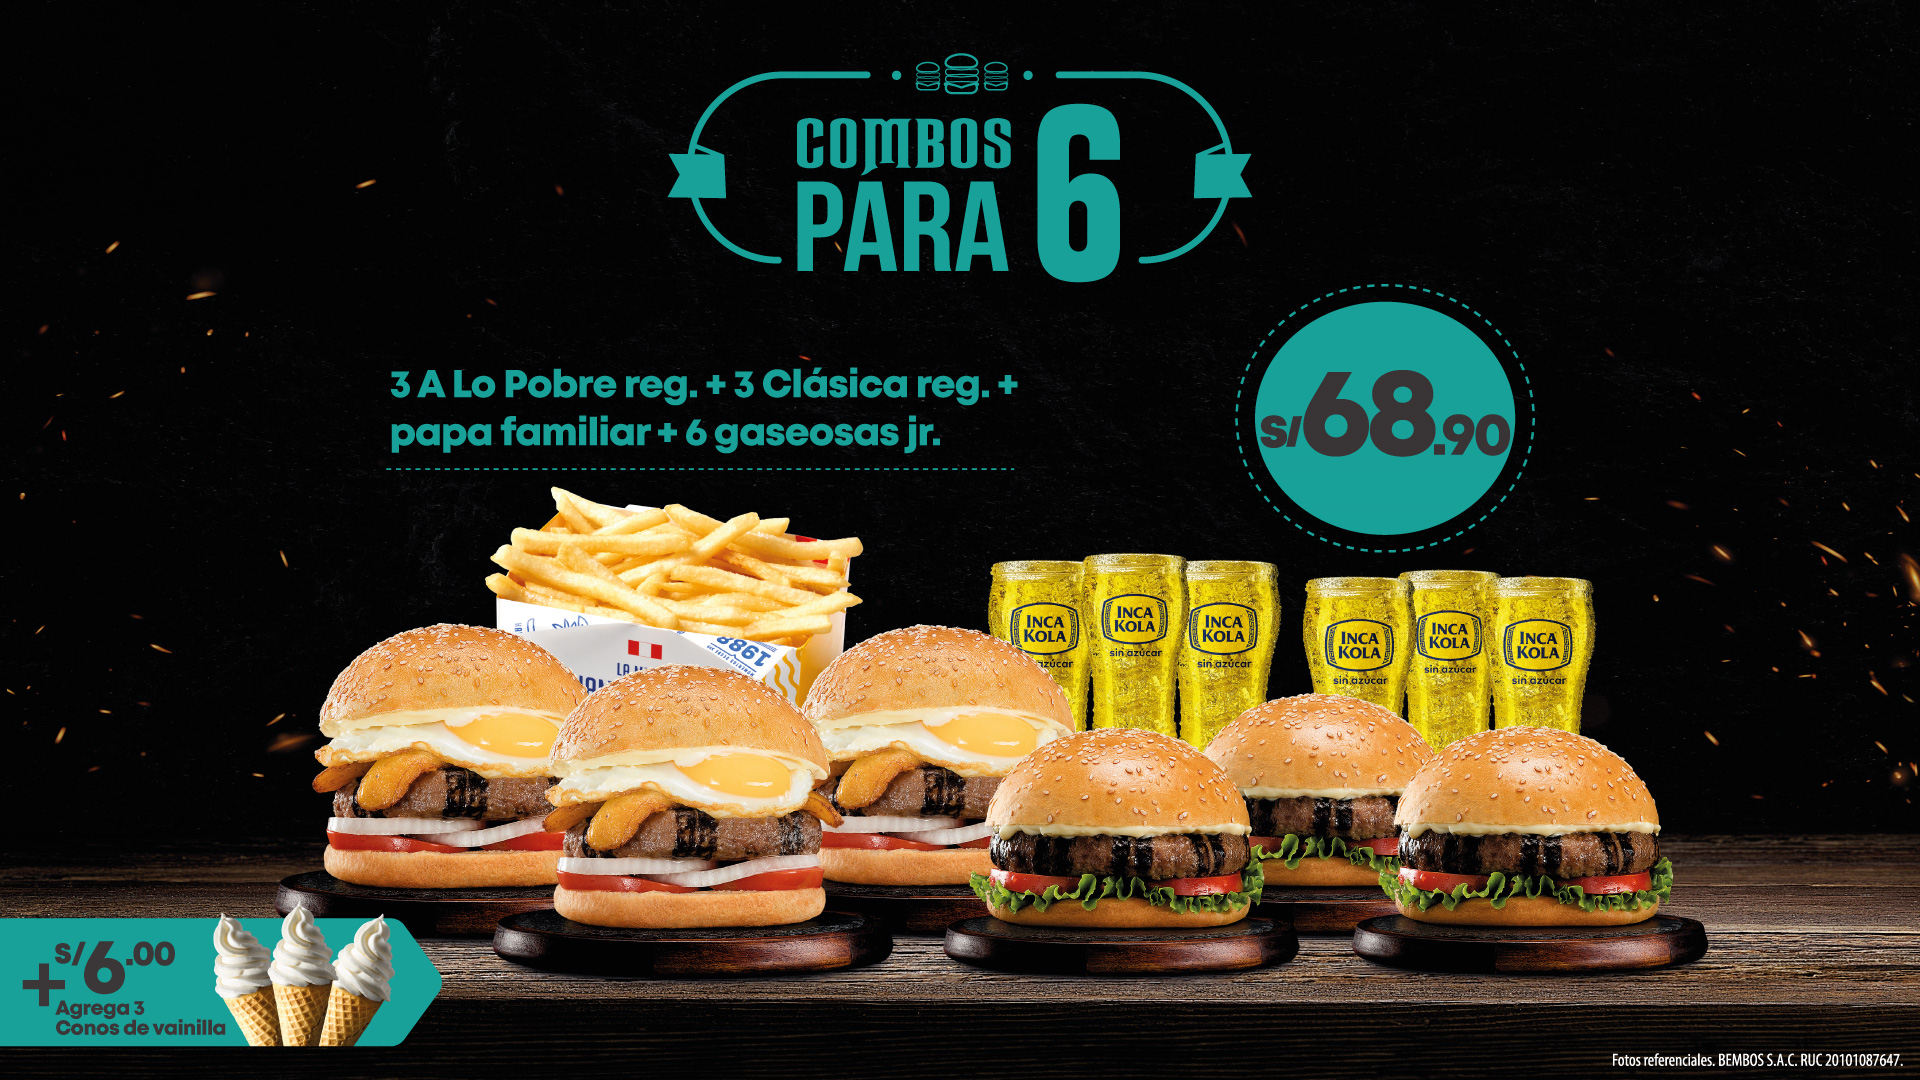 COMBOS
PARA 6
3 A Lo Pobre reg. + 3 Clásica reg. +
papa familiar + 6 gaseosas jr.
S/68.90
1988
LA M
INCA
KOLA
sin azúcar
INCA
KOLA
sin azúcar
INCA
KOLA
sin azúcar
INCA
KOLA
sin azúcar
INCA
KOLA
sin azúcar
INCA
KOLA
sin azúcar
+ S/6.00
Agrega 3
Conos de vainilla
Fotos referenciales. BEMBOS S.A.C. RUC 20101087647.